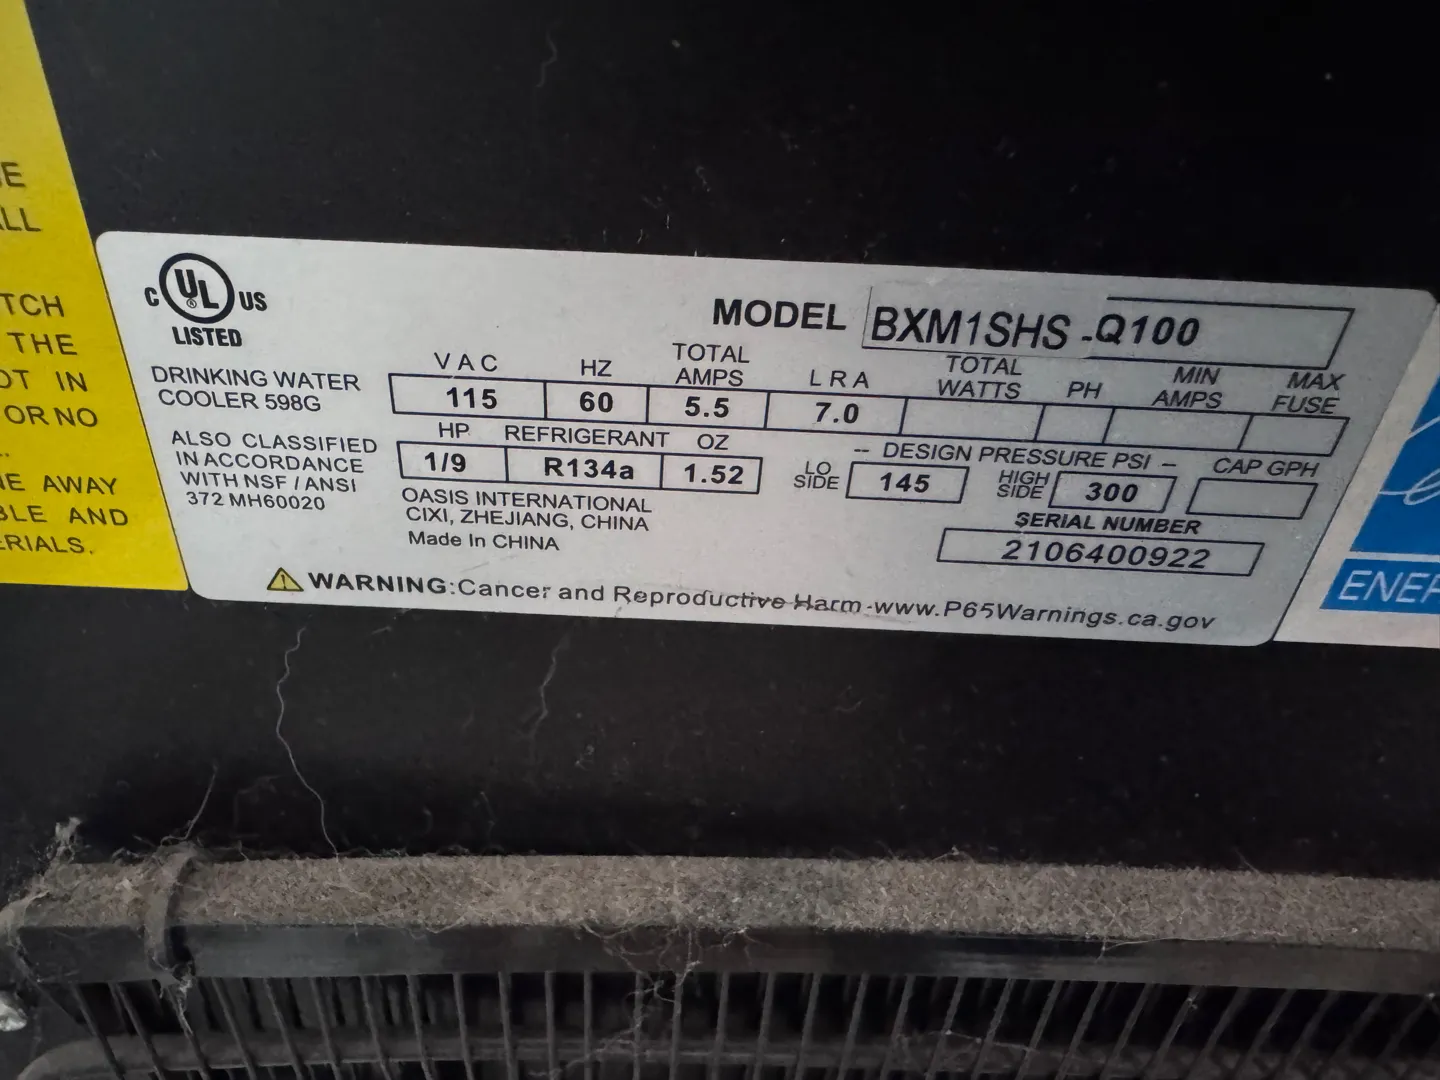 ALL
TCH
THE
OT IN
OR NO
AWAY
AND
C UL ® US
LISTED
DRINKING WATER
COOLER 598G
ALSO CLASSIFIED
IN ACCORDANCE
WITH NSF / ANSI
372 MH60020
MODEL BXM1SHS -Q100
VAC HZ TOTAL AMPS LRA TOTAL WATTS PH MIN AMPS MAX FUSE
115 60 5.5 7.0
HP REFRIGERANT OZ -- DESIGN PRESSURE PSI -- CAP GPH
1/9 R134a 1.52 LO SIDE 145 HIGH SIDE 300
OASIS INTERNATIONAL
CIXI, ZHEJIANG, CHINA
Made In CHINA
SERIAL NUMBER
2106400922
WARNING:Cancer and Reproductive Harm-www.P65Warnings.ca.gov
ENER